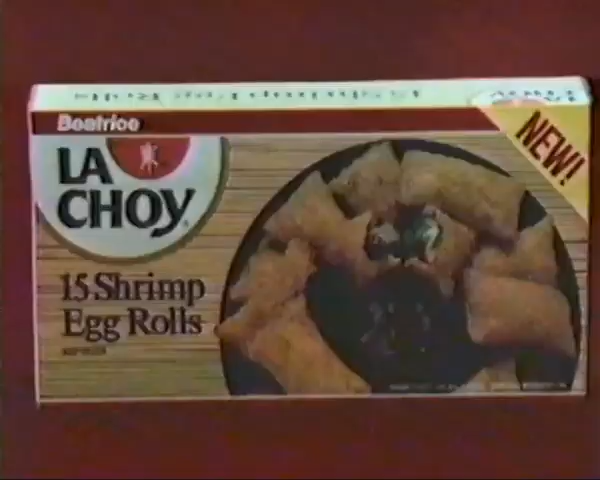 Beatrice
NEW!
LA
CHOY
15 Shrimp
Egg Rolls